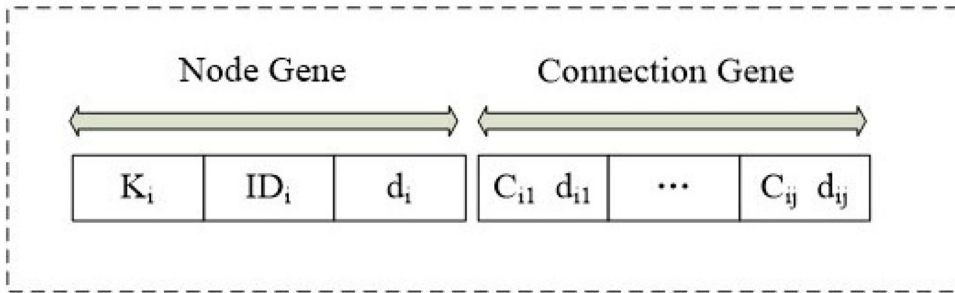 Node Gene Connection Gene
Kᵢ IDᵢ dᵢ Cᵢ₁ dᵢ₁ ... Cᵢⱼ dᵢⱼ